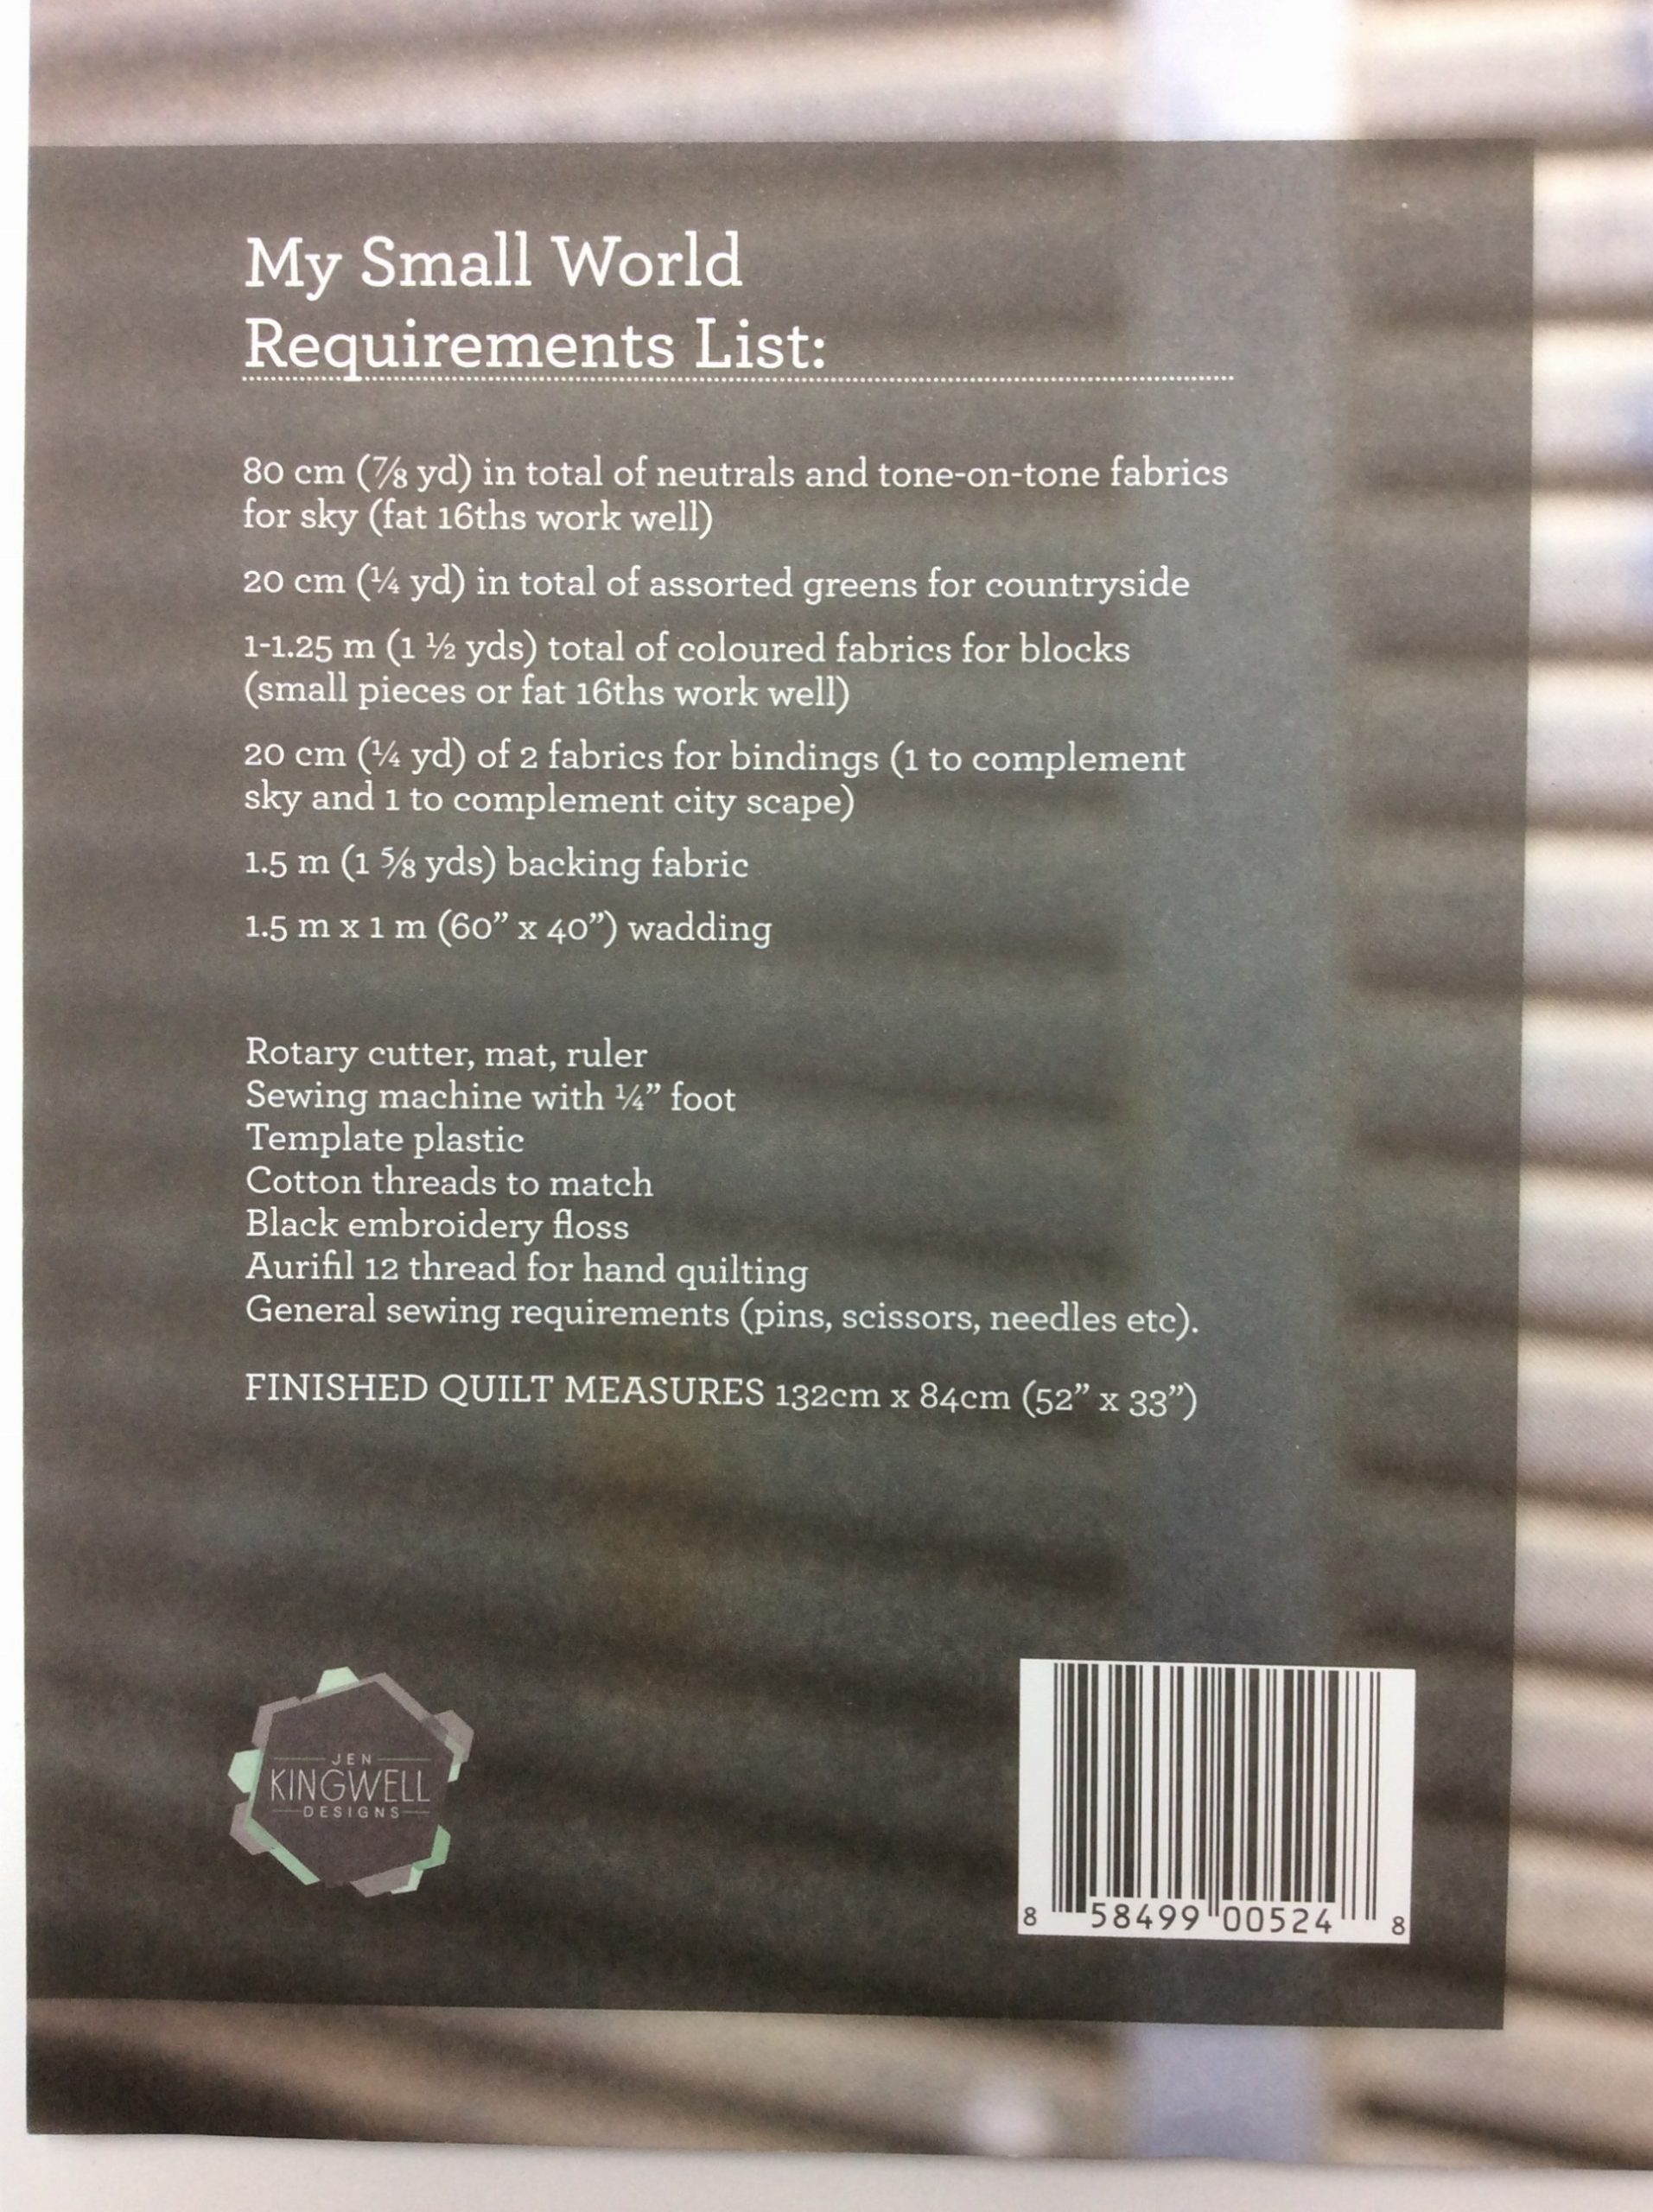 My Small World
Requirements List:
80 cm (⅞ yd) in total of neutrals and tone-on-tone fabrics
for sky (fat 16ths work well)
20 cm (¼ yd) in total of assorted greens for countryside
1-1.25 m (1 ½ yds) total of coloured fabrics for blocks
(small pieces or fat 16ths work well)
20 cm (¼ yd) of 2 fabrics for bindings (1 to complement
sky and 1 to complement city scape)
1.5 m (1 ⅝ yds) backing fabric
1.5 m x 1 m (60” x 40”) wadding
Rotary cutter, mat, ruler
Sewing machine with ¼” foot
Template plastic
Cotton threads to match
Black embroidery floss
Aurifil 12 thread for hand quilting
General sewing requirements (pins, scissors, needles etc).
FINISHED QUILT MEASURES 132cm x 84cm (52” x 33”)
JEN
KINGWELL
DESIGNS
8 58499 00524 8